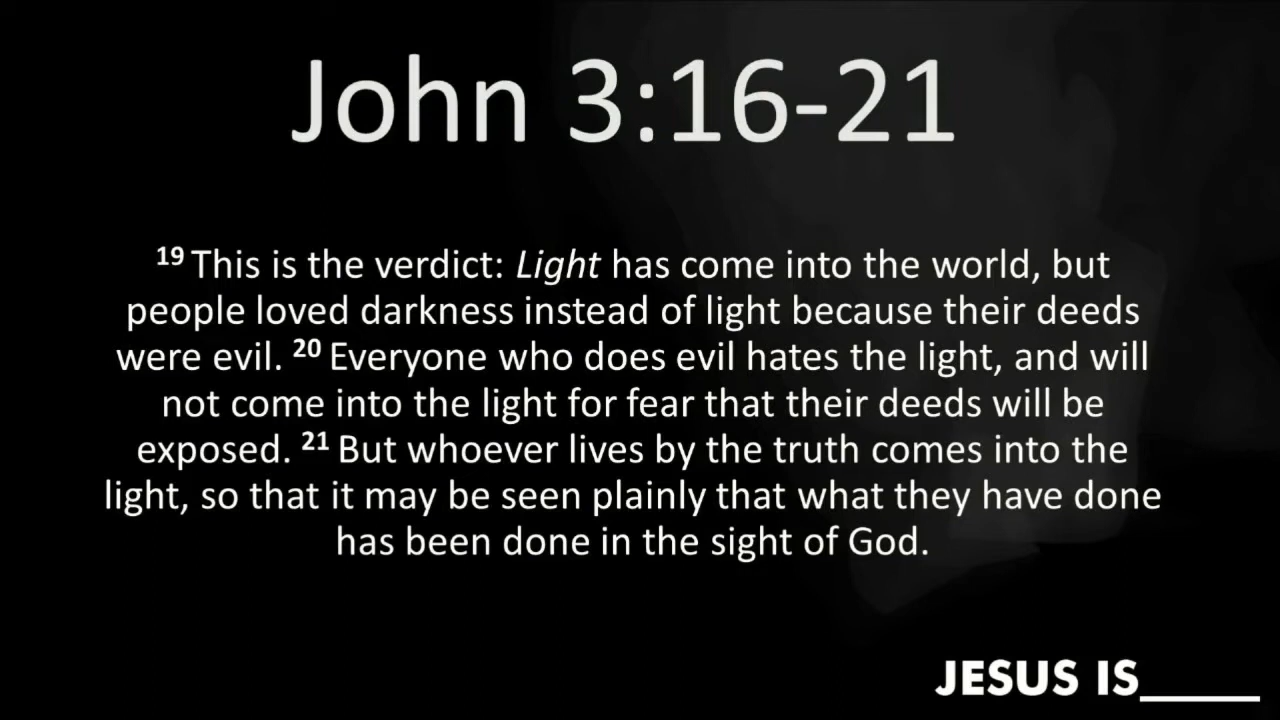 John 3:16-21
19 This is the verdict: Light has come into the world, but
people loved darkness instead of light because their deeds
were evil. 20 Everyone who does evil hates the light, and will
not come into the light for fear that their deeds will be
exposed. 21 But whoever lives by the truth comes into the
light, so that it may be seen plainly that what they have done
has been done in the sight of God.
JESUS IS_____